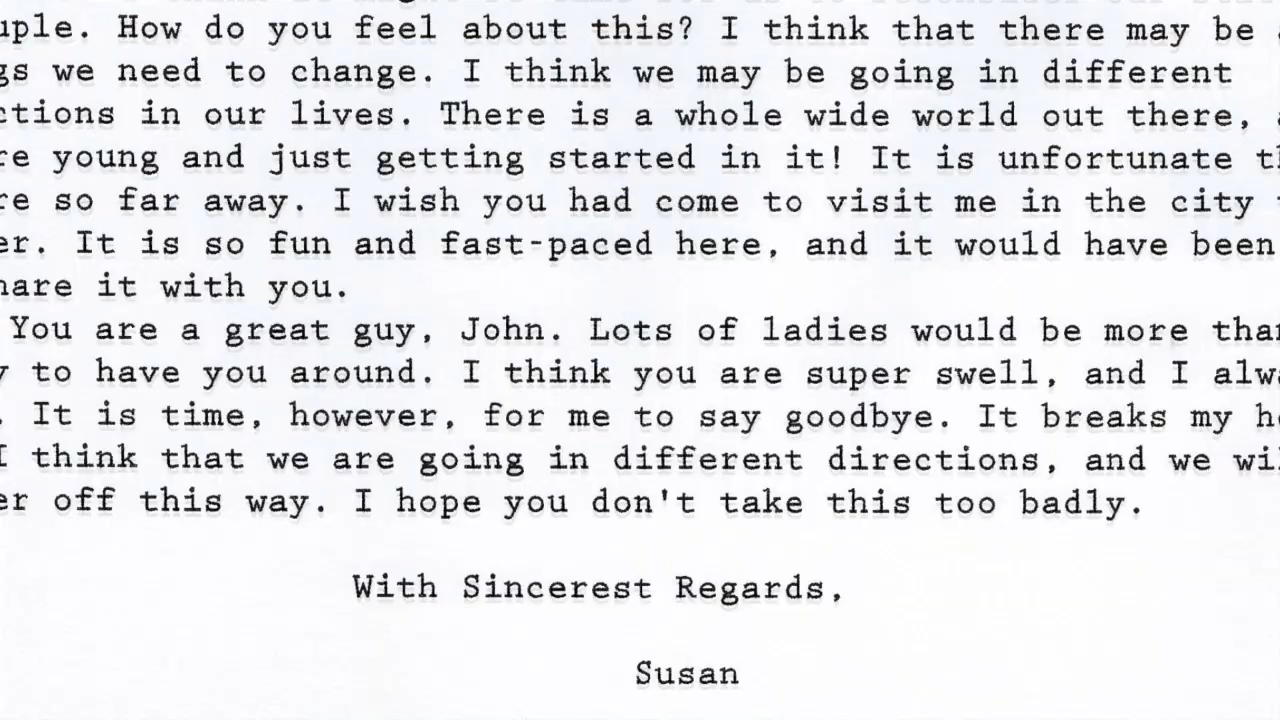 uple. How do you feel about this? I think that there may be
gs we need to change. I think we may be going in different
ctions in our lives. There is a whole wide world out there,
re young and just getting started in it! It is unfortunate th
re so far away. I wish you had come to visit me in the city
er. It is so fun and fast-paced here, and it would have been
hare it with you.
You are a great guy, John. Lots of ladies would be more than
y to have you around. I think you are super swell, and I alwa
. It is time, however, for me to say goodbye. It breaks my he
I think that we are going in different directions, and we wil
er off this way. I hope you don't take this too badly.
With Sincerest Regards,
Susan